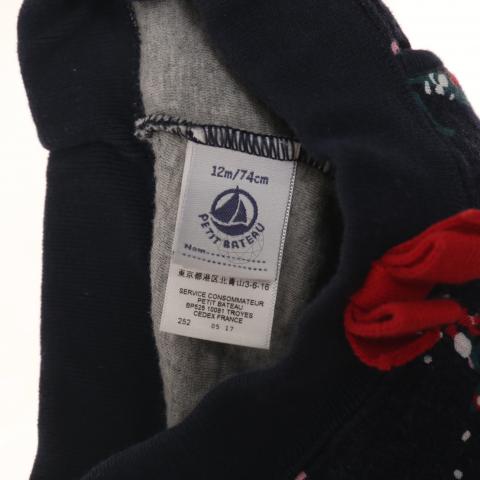 12m/74cm
PETIT BATEAU
Nom
東京都港区北青山3-6-16
SERVICE CONSOMMATEUR
PETIT BATEAU
BP525 10081 TROYES
CEDEX FRANCE
252 05 17